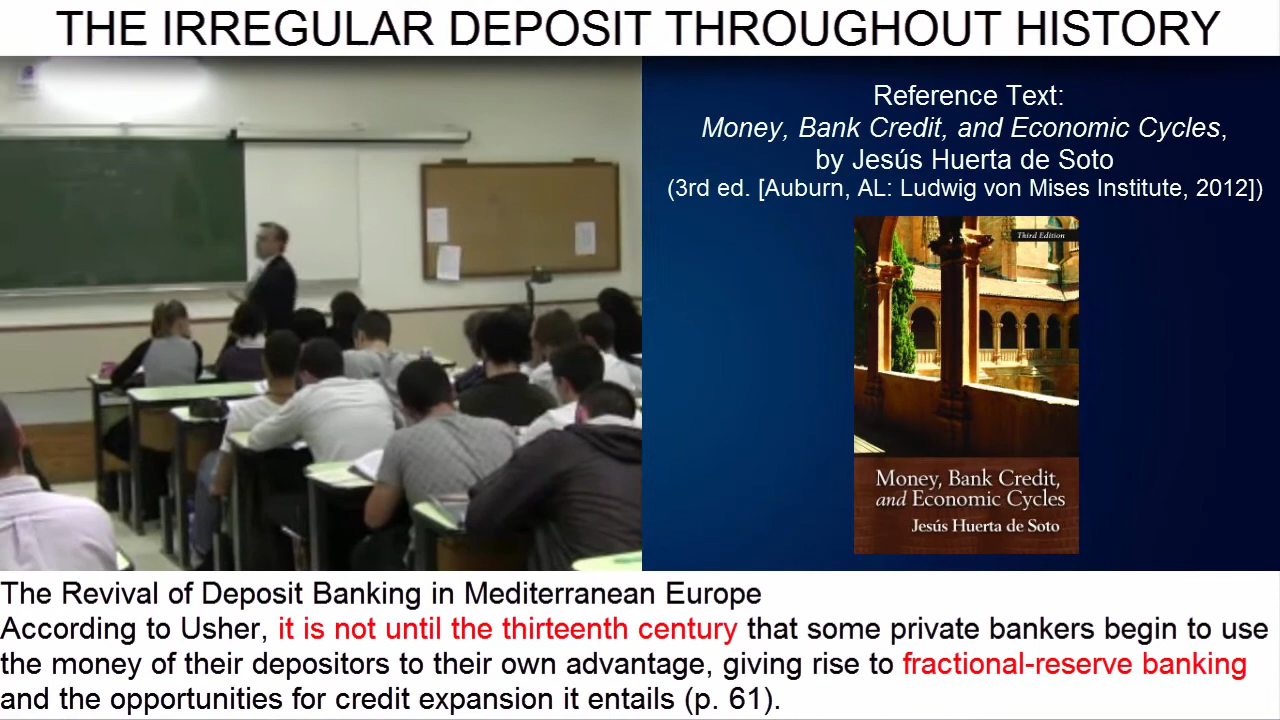 THE IRREGULAR DEPOSIT THROUGHOUT HISTORY
Reference Text:
Money, Bank Credit, and Economic Cycles,
by Jesús Huerta de Soto
(3rd ed. [Auburn, AL: Ludwig von Mises Institute, 2012])
Third Edition
Money, Bank Credit,
and Economic Cycles
Jesús Huerta de Soto
The Revival of Deposit Banking in Mediterranean Europe
According to Usher, it is not until the thirteenth century that some private bankers begin to use
the money of their depositors to their own advantage, giving rise to fractional-reserve banking
and the opportunities for credit expansion it entails (p. 61).